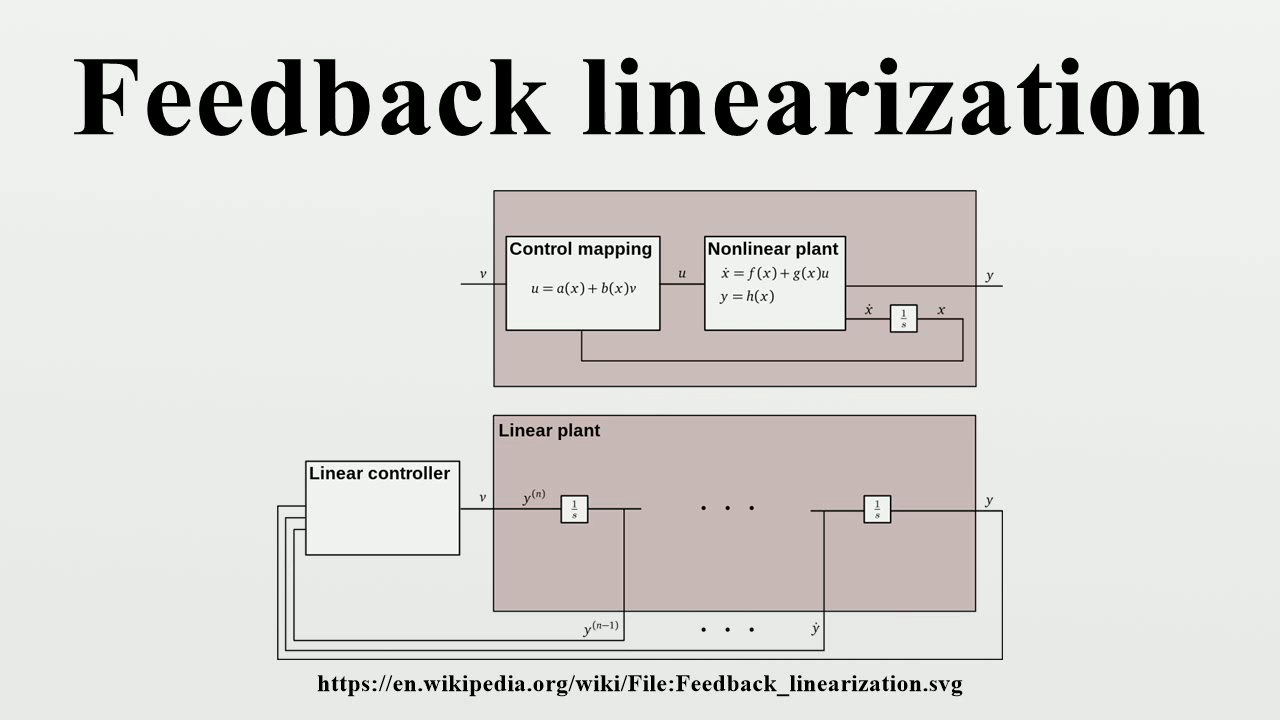 Feedback linearization
Control mapping
v
u = a(x) + b(x)v
u
Nonlinear plant
ẋ = f(x) + g(x)u
y = h(x)
y
ẋ
1/s
x
Linear plant
Linear controller
v
y⁽ⁿ⁾
1/s
. . .
1/s
y
y⁽ⁿ⁻¹⁾
. . .
ẏ
https://en.wikipedia.org/wiki/File:Feedback_linearization.svg